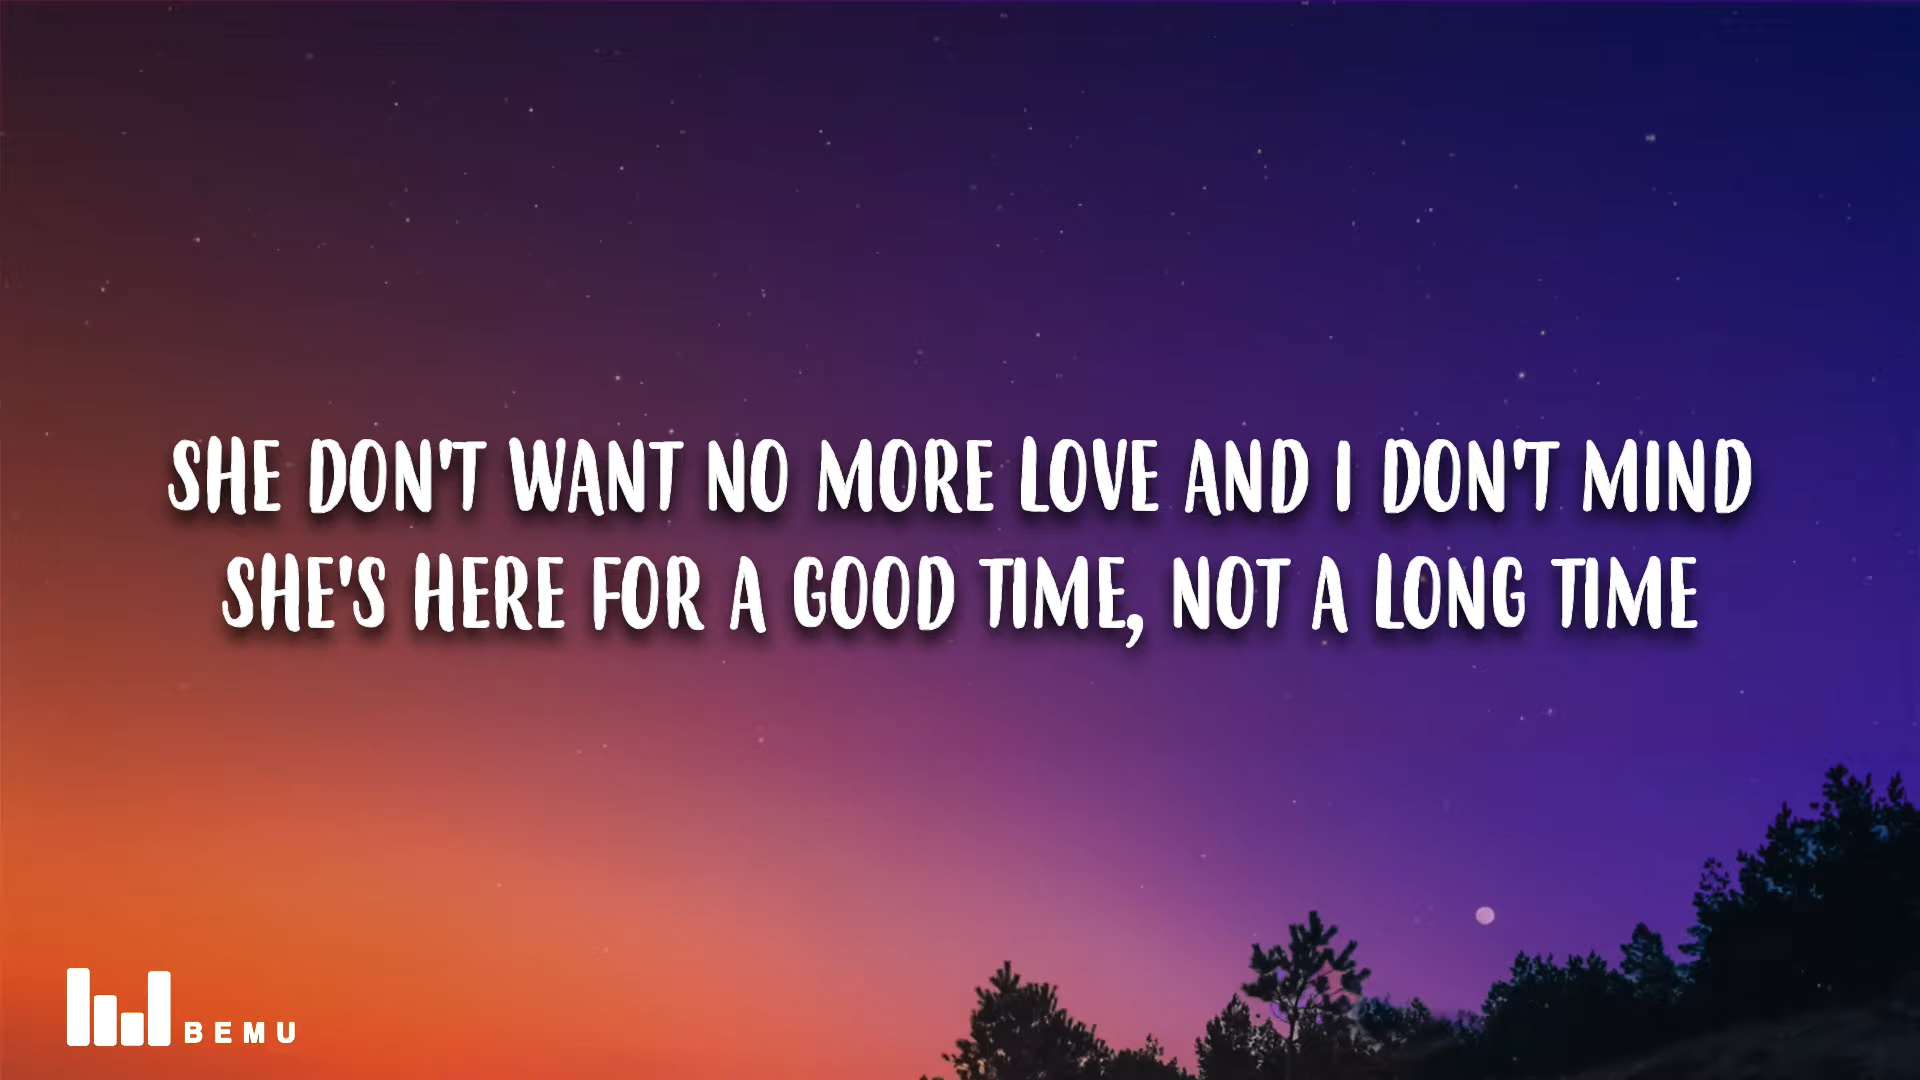 SHE DON'T WANT NO MORE LOVE AND I DON'T MIND
SHE'S HERE FOR A GOOD TIME, NOT A LONG TIME
BEMU